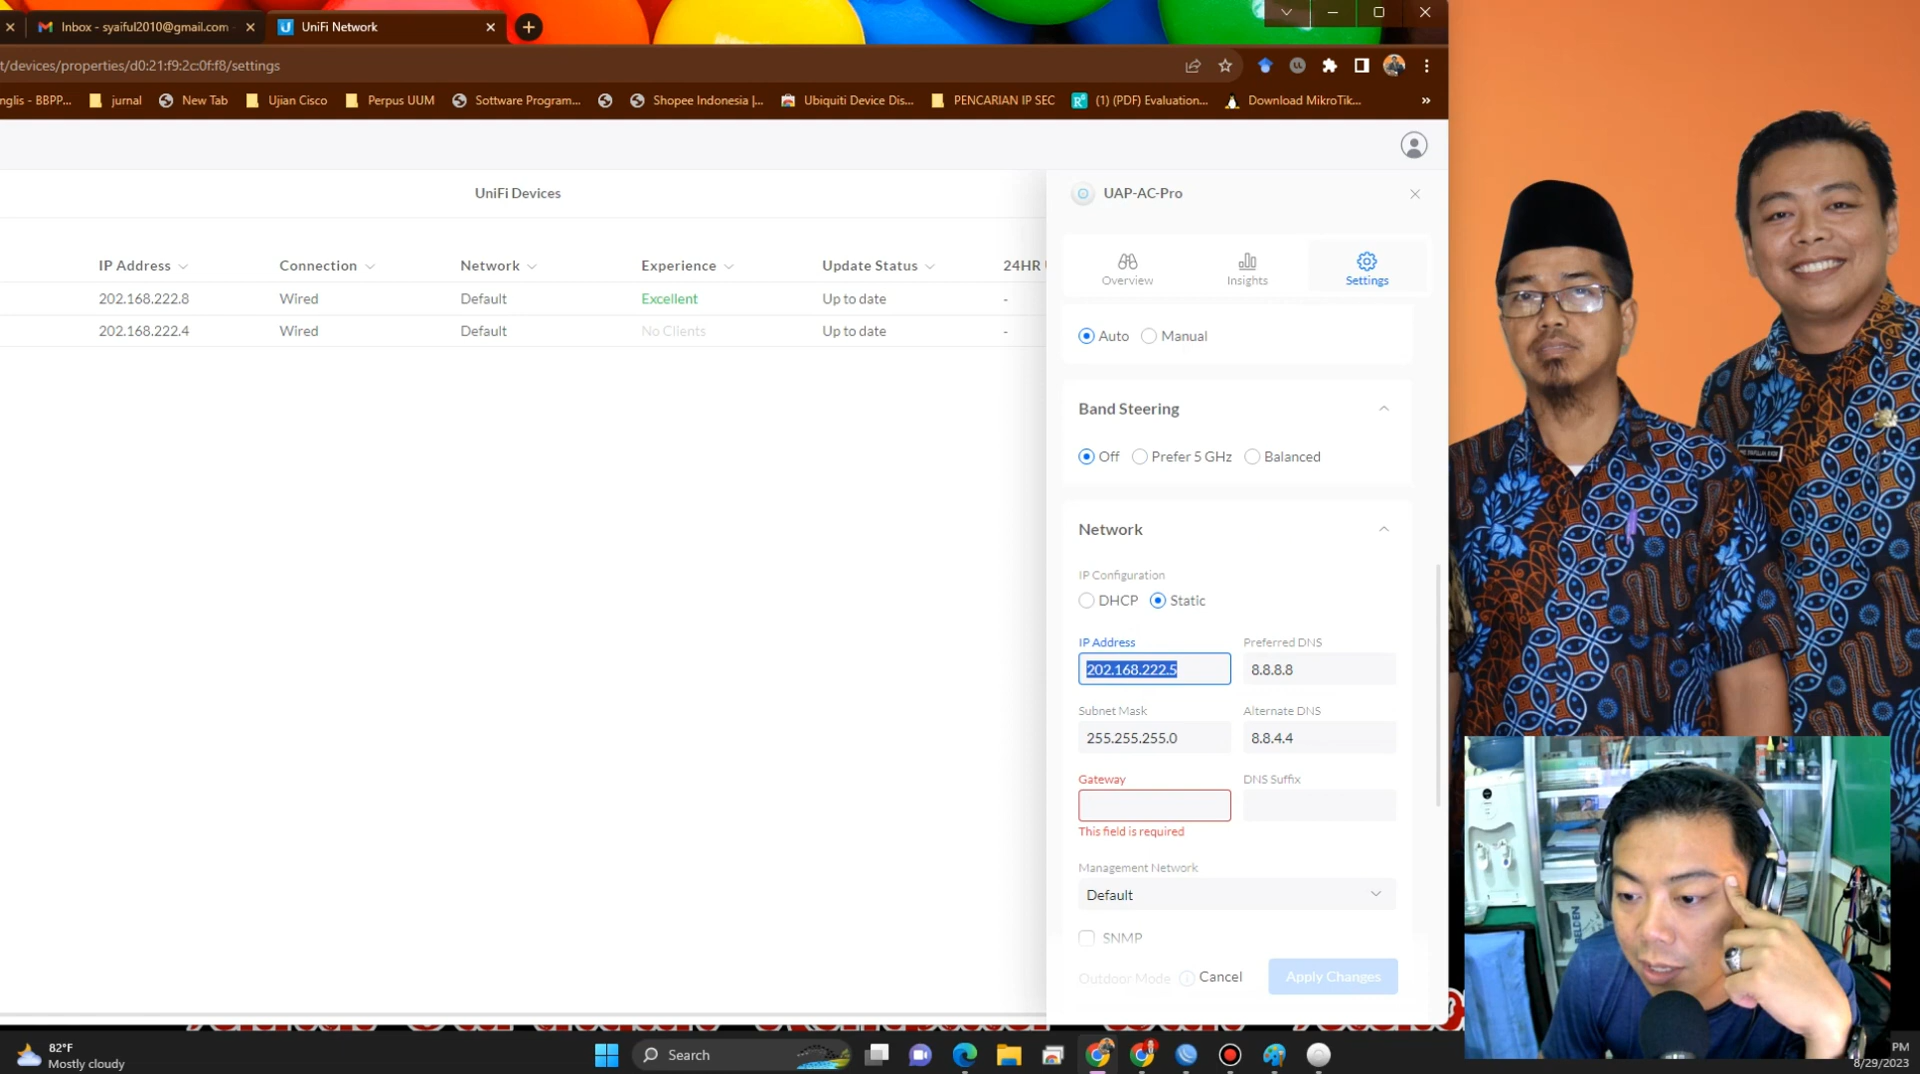 Inbox - syaiful2010@gmail.com
UniFi Network
t/devices/properties/d0:21:f9:2c:0f:f8/settings
nglis - BBPP...
jurnal
New Tab
Ujian Cisco
Perpus UUM
Software Program...
Shopee Indonesia |...
Ubiquiti Device Dis...
PENCARIAN IP SEC
(1) (PDF) Evaluation...
Download MikroTik...
»
UniFi Devices
UAP-AC-Pro
Overview
Insights
Settings
IP Address
Connection
Network
Experience
Update Status
24HR
202.168.222.8
Wired
Default
Excellent
Up to date
-
202.168.222.4
Wired
Default
No Clients
Up to date
-
Auto
Manual
Band Steering
Off
Prefer 5 GHz
Balanced
Network
IP Configuration
DHCP
Static
IP Address
Preferred DNS
202.168.222.5
8.8.8.8
Subnet Mask
Alternate DNS
255.255.255.0
8.8.4.4
Gateway
DNS Suffix
This field is required
Management Network
Default
SNMP
Outdoor Mode
Cancel
Apply Changes
BELDEN
82°F
Mostly cloudy
Search
PM
8/29/2023